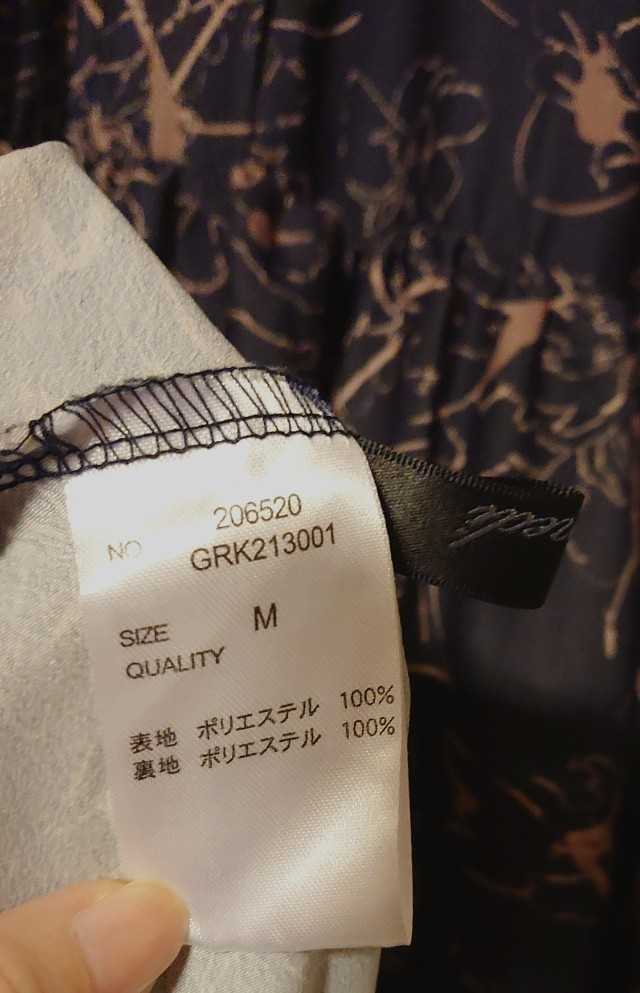 206520
NO GRK213001
SIZE M
QUALITY
表地 ポリエステル 100%
裏地 ポリエステル 100%